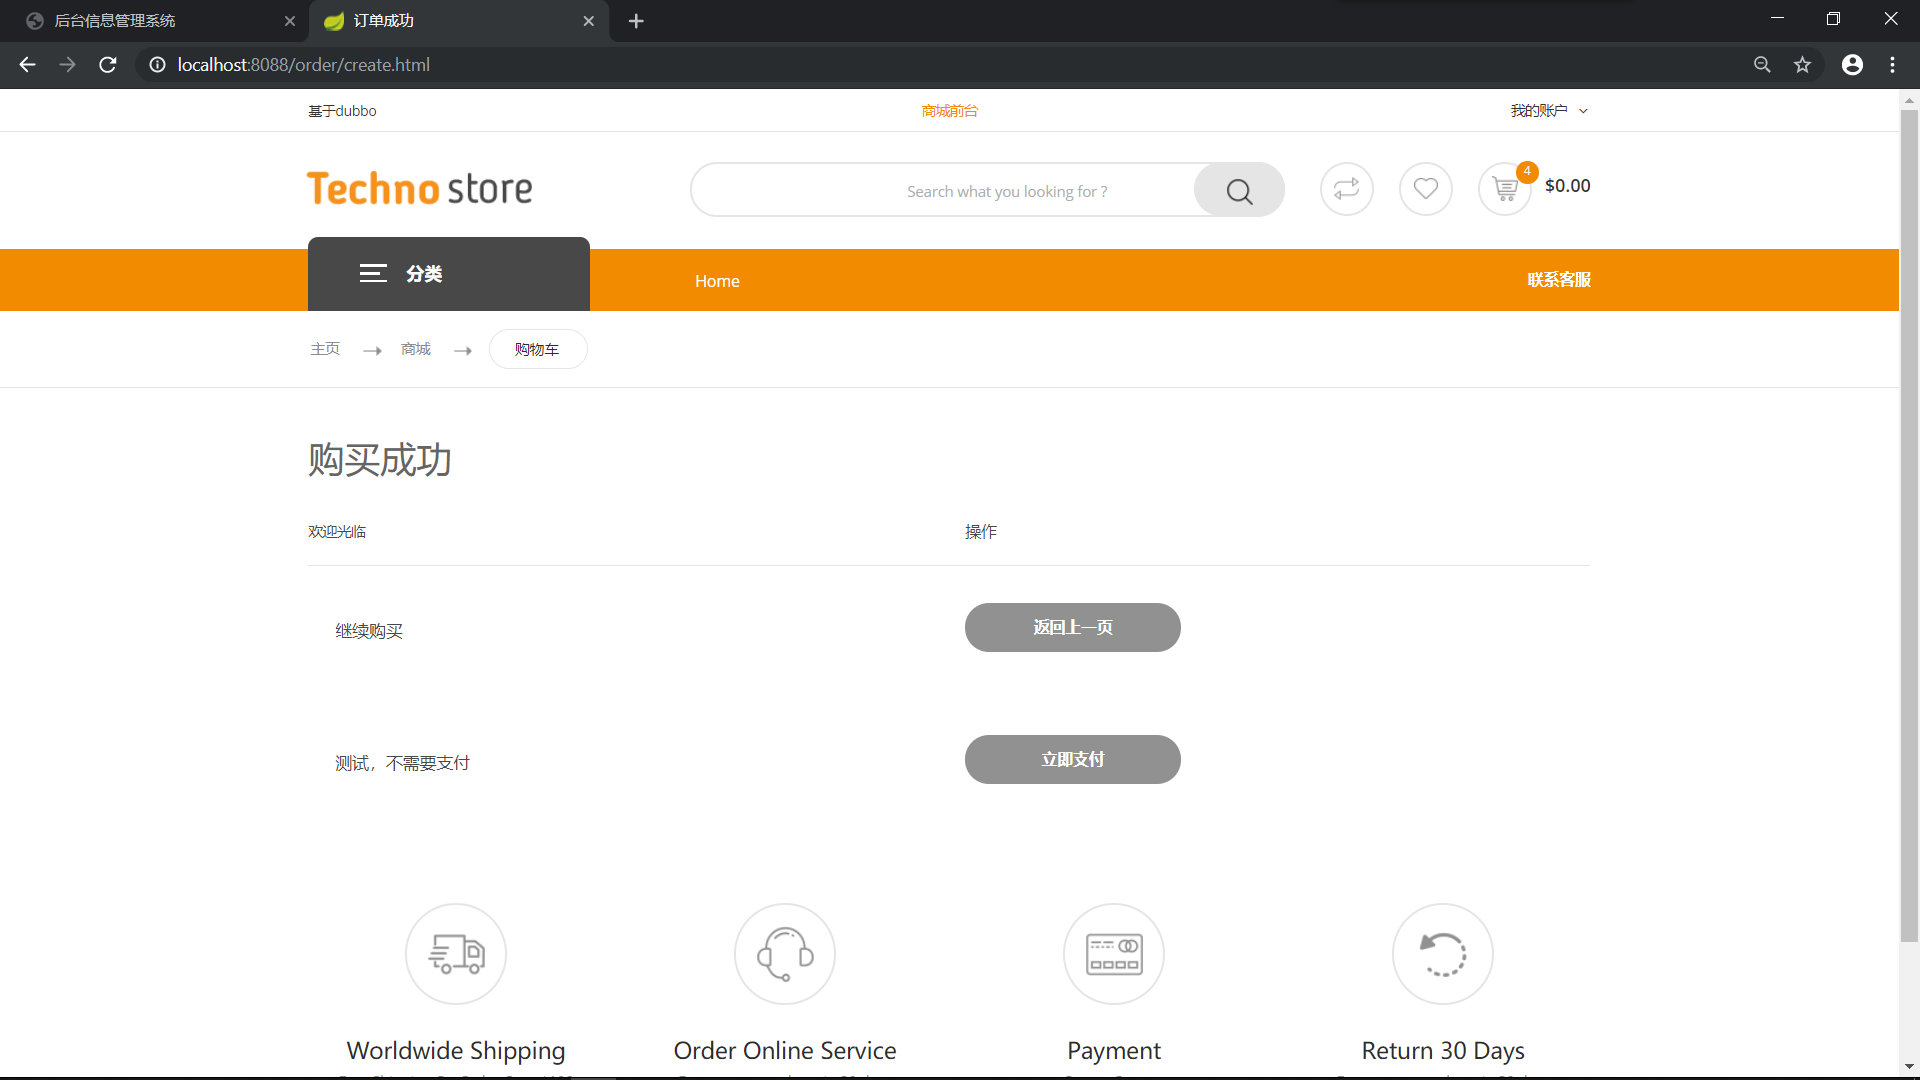 后台信息管理系统
订单成功
localhost:8088/order/create.html
基于dubbo
商城前台
我的账户
Techno store
Search what you looking for ?
4
$0.00
分类
Home
联系客服
主页
商城
购物车
购买成功
欢迎光临
操作
继续购买
返回上一页
测试，不需要支付
立即支付
Worldwide Shipping
Order Online Service
Payment
Return 30 Days